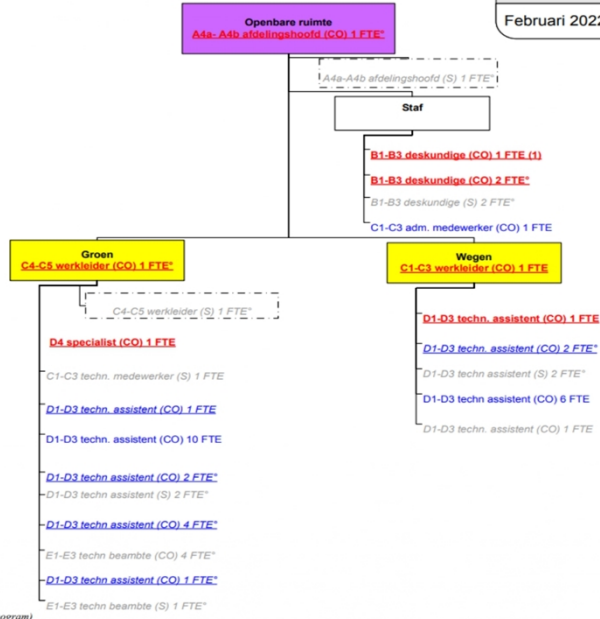 Februari 2022
Openbare ruimte
A4a- A4b afdelingshoofd (CO) 1 FTE°
A4a-A4b afdelingshoofd (S) 1 FTE°
Staf
B1-B3 deskundige (CO) 1 FTE (1)
B1-B3 deskundige (CO) 2 FTE°
B1-B3 deskundige (S) 2 FTE°
C1-C3 adm. medewerker (CO) 1 FTE
Groen
C4-C5 werkleider (CO) 1 FTE°
C4-C5 werkleider (S) 1 FTE°
D4 specialist (CO) 1 FTE
C1-C3 techn. medewerker (S) 1 FTE
D1-D3 techn. assistent (CO) 1 FTE
D1-D3 techn. assistent (CO) 10 FTE
D1-D3 techn assistent (CO) 2 FTE°
D1-D3 techn assistent (S) 2 FTE°
D1-D3 techn assistent (CO) 4 FTE°
E1-E3 techn beambte (CO) 4 FTE°
D1-D3 techn assistent (CO) 1 FTE°
E1-E3 techn beambte (S) 1 FTE°
Wegen
C1-C3 werkleider (CO) 1 FTE
D1-D3 techn. assistent (CO) 1 FTE
D1-D3 techn. assistent (CO) 2 FTE°
D1-D3 techn assistent (S) 2 FTE°
D1-D3 techn assistent (CO) 6 FTE
D1-D3 techn. assistent (CO) 1 FTE
ogram)